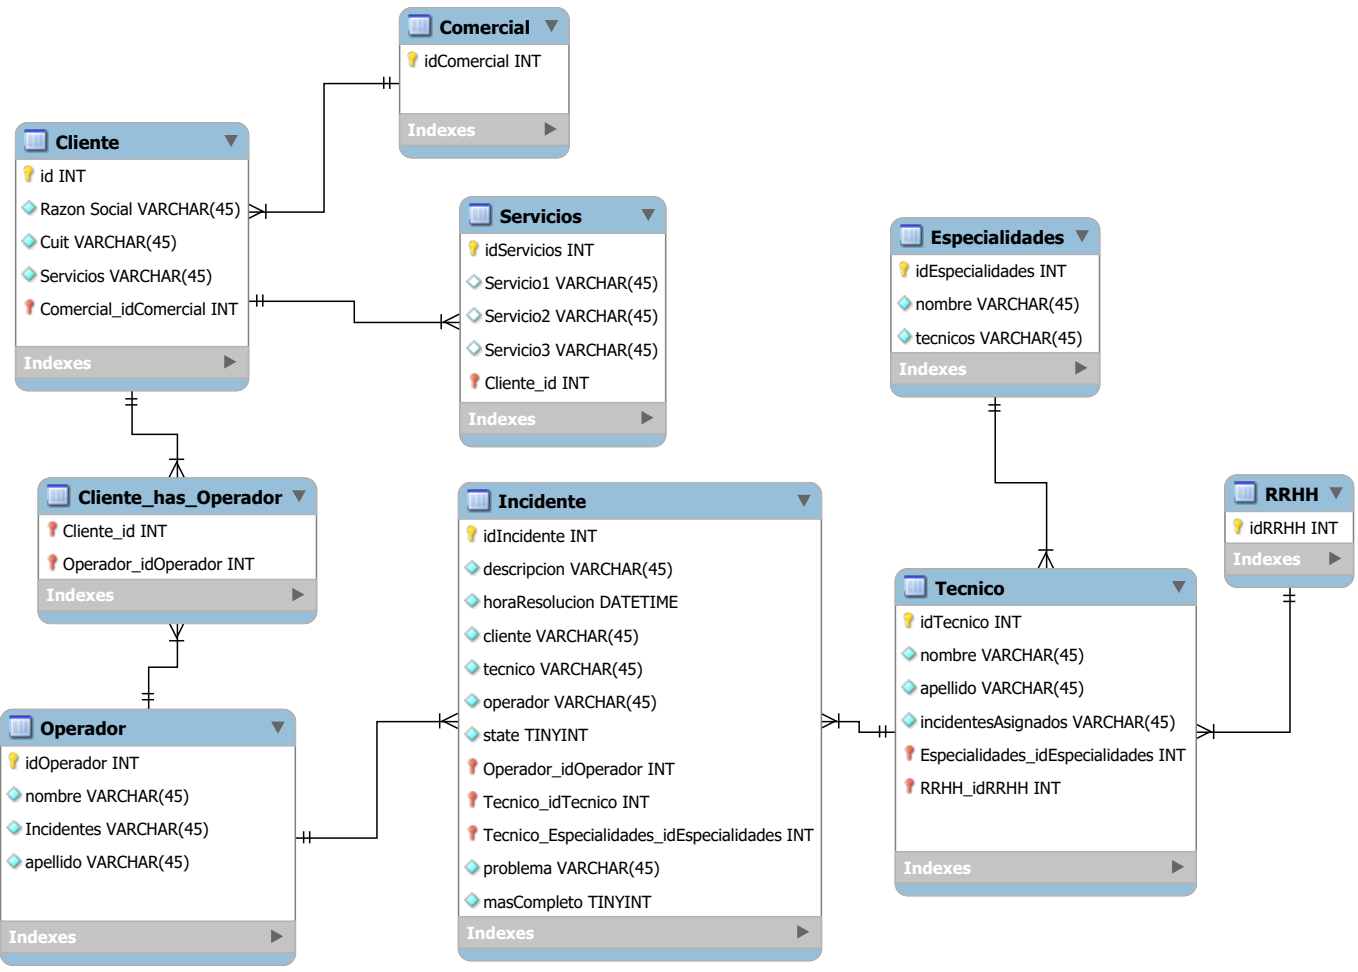 Comercial
idComercial INT
Indexes
Cliente
id INT
Razon Social VARCHAR(45)
Cuit VARCHAR(45)
Servicios VARCHAR(45)
Comercial_idComercial INT
Indexes
Servicios
idServicios INT
Servicio1 VARCHAR(45)
Servicio2 VARCHAR(45)
Servicio3 VARCHAR(45)
Cliente_id INT
Indexes
Especialidades
idEspecialidades INT
nombre VARCHAR(45)
tecnicos VARCHAR(45)
Indexes
Cliente_has_Operador
Cliente_id INT
Operador_idOperador INT
Indexes
Incidente
idIncidente INT
descripcion VARCHAR(45)
horaResolucion DATETIME
cliente VARCHAR(45)
tecnico VARCHAR(45)
operador VARCHAR(45)
state TINYINT
Operador_idOperador INT
Tecnico_idTecnico INT
Tecnico_Especialidades_idEspecialidades INT
problema VARCHAR(45)
masCompleto TINYINT
Indexes
RRHH
idRRHH INT
Indexes
Tecnico
idTecnico INT
nombre VARCHAR(45)
apellido VARCHAR(45)
incidentesAsignados VARCHAR(45)
Especialidades_idEspecialidades INT
RRHH_idRRHH INT
Indexes
Operador
idOperador INT
nombre VARCHAR(45)
Incidentes VARCHAR(45)
apellido VARCHAR(45)
Indexes